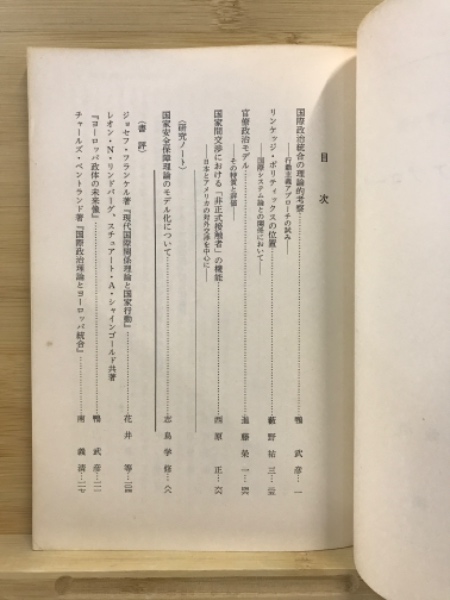 目次
国際政治統合の理論的考察……鴨 武彦…一
――行動主義アプローチの試み――
リンケッジ・ポリティックスの位置……藪野祐三…
――国際システム論との関係において――
官僚政治モデル……進藤榮一…
――その特質と評価――
国家間交渉における「非正式接触者」の機能……西原 正…
――日本とアメリカの対外交渉を中心に――
〈研究ノート〉
国家安全保障理論のモデル化について……志鳥学修…
〈書評〉
ジョセフ・フランケル著『現代国際関係理論と国家行動』……花井 等…
レオン・N・リンドバーグ、スチュアート・A・シャインゴールド共著
『ヨーロッパ政体の未来像』……鴨 武彦…
チャールズ・ペントランド著『国際政治理論とヨーロッパ統合』……南 義清…